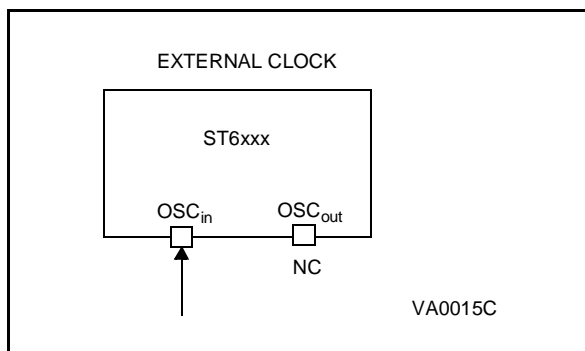 EXTERNAL CLOCK
ST6xxx
OSCin OSCout
NC
VA0015C